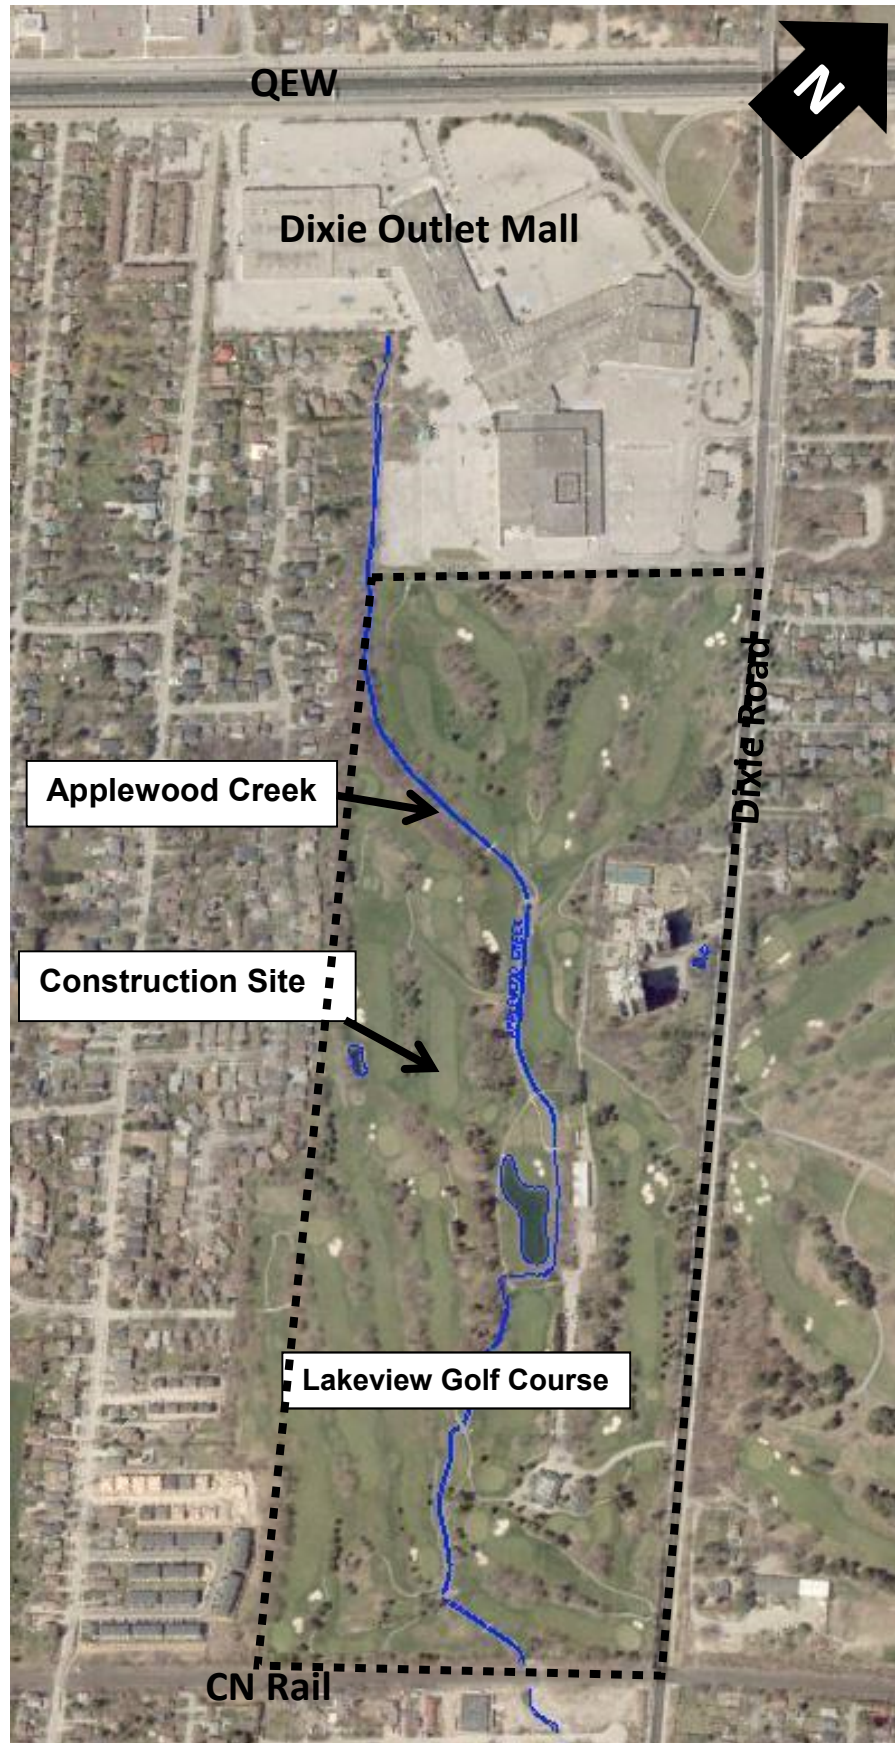 QEW
N
Dixie Outlet Mall
Dixie Road
Applewood Creek
Construction Site
Lakeview Golf Course
CN Rail